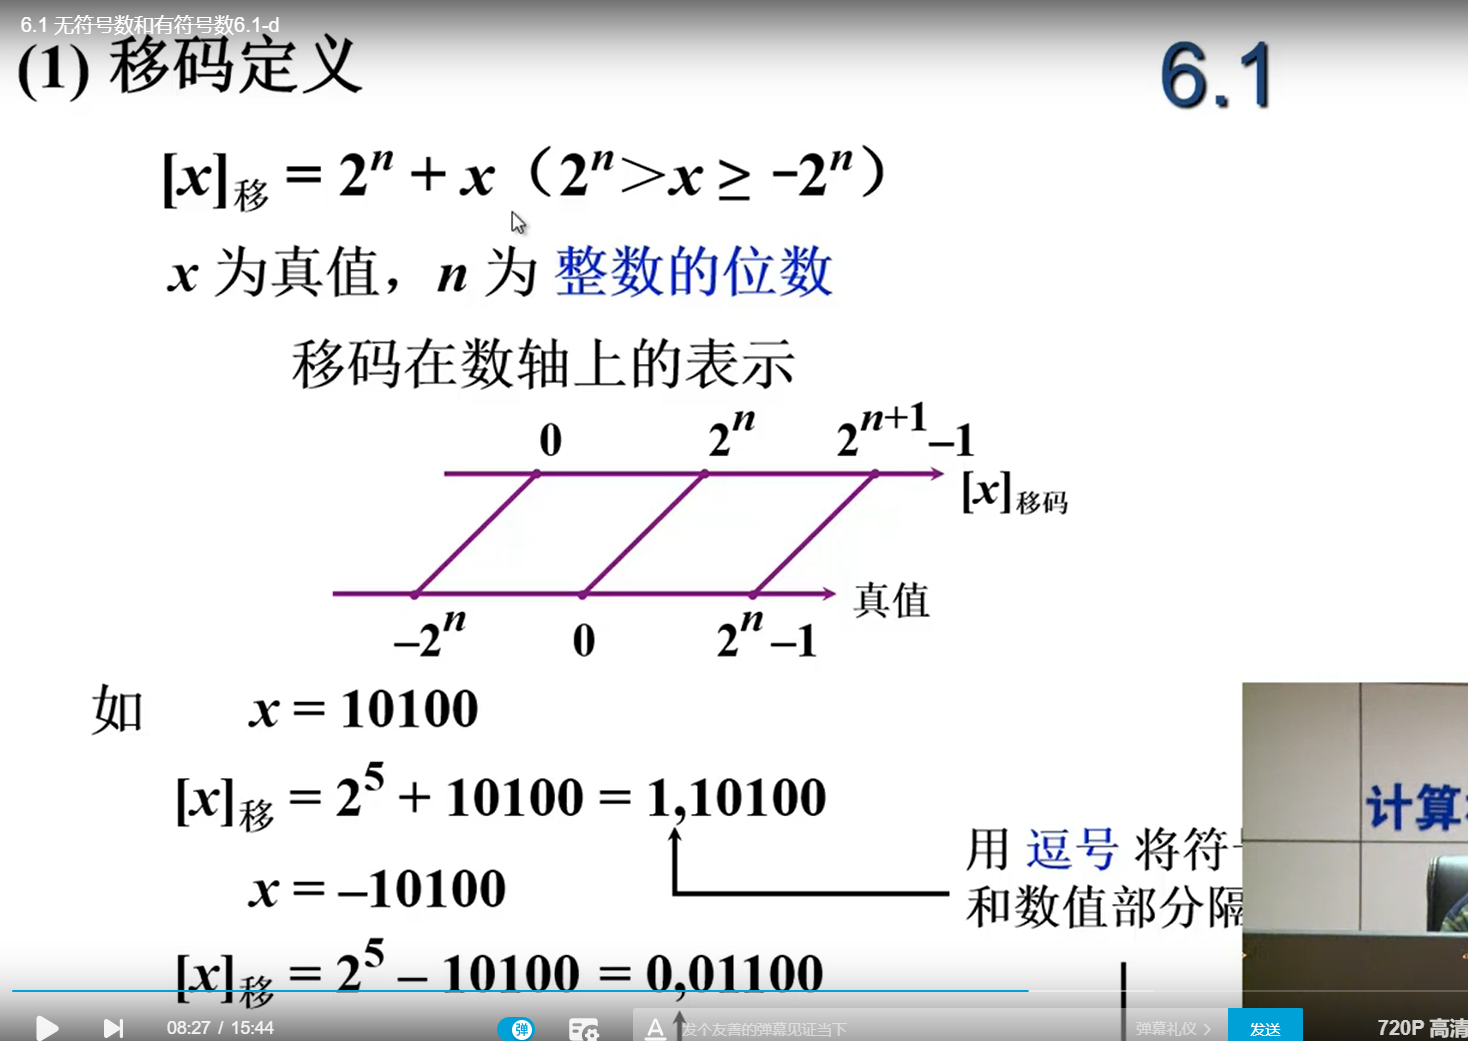 6.1 无符号数和有符号数6.1-d
(1) 移码定义
6.1
[x]移 = 2^n + x（2^n > x ≥ -2^n）
x 为真值，n 为 整数的位数
移码在数轴上的表示
0 2^n 2^{n+1}–1
[x]移码
真值
–2^n 0 2^n –1
如 x = 10100
[x]移 = 2^5 + 10100 = 1,10100
用 逗号 将符
x = –10100
和数值部分隔
[x]移 = 2^5 – 10100 = 0,01100
计算
08:27 / 15:44
弹
A 发个友善的弹幕见证当下
弹幕礼仪 >
发送
720P 高清